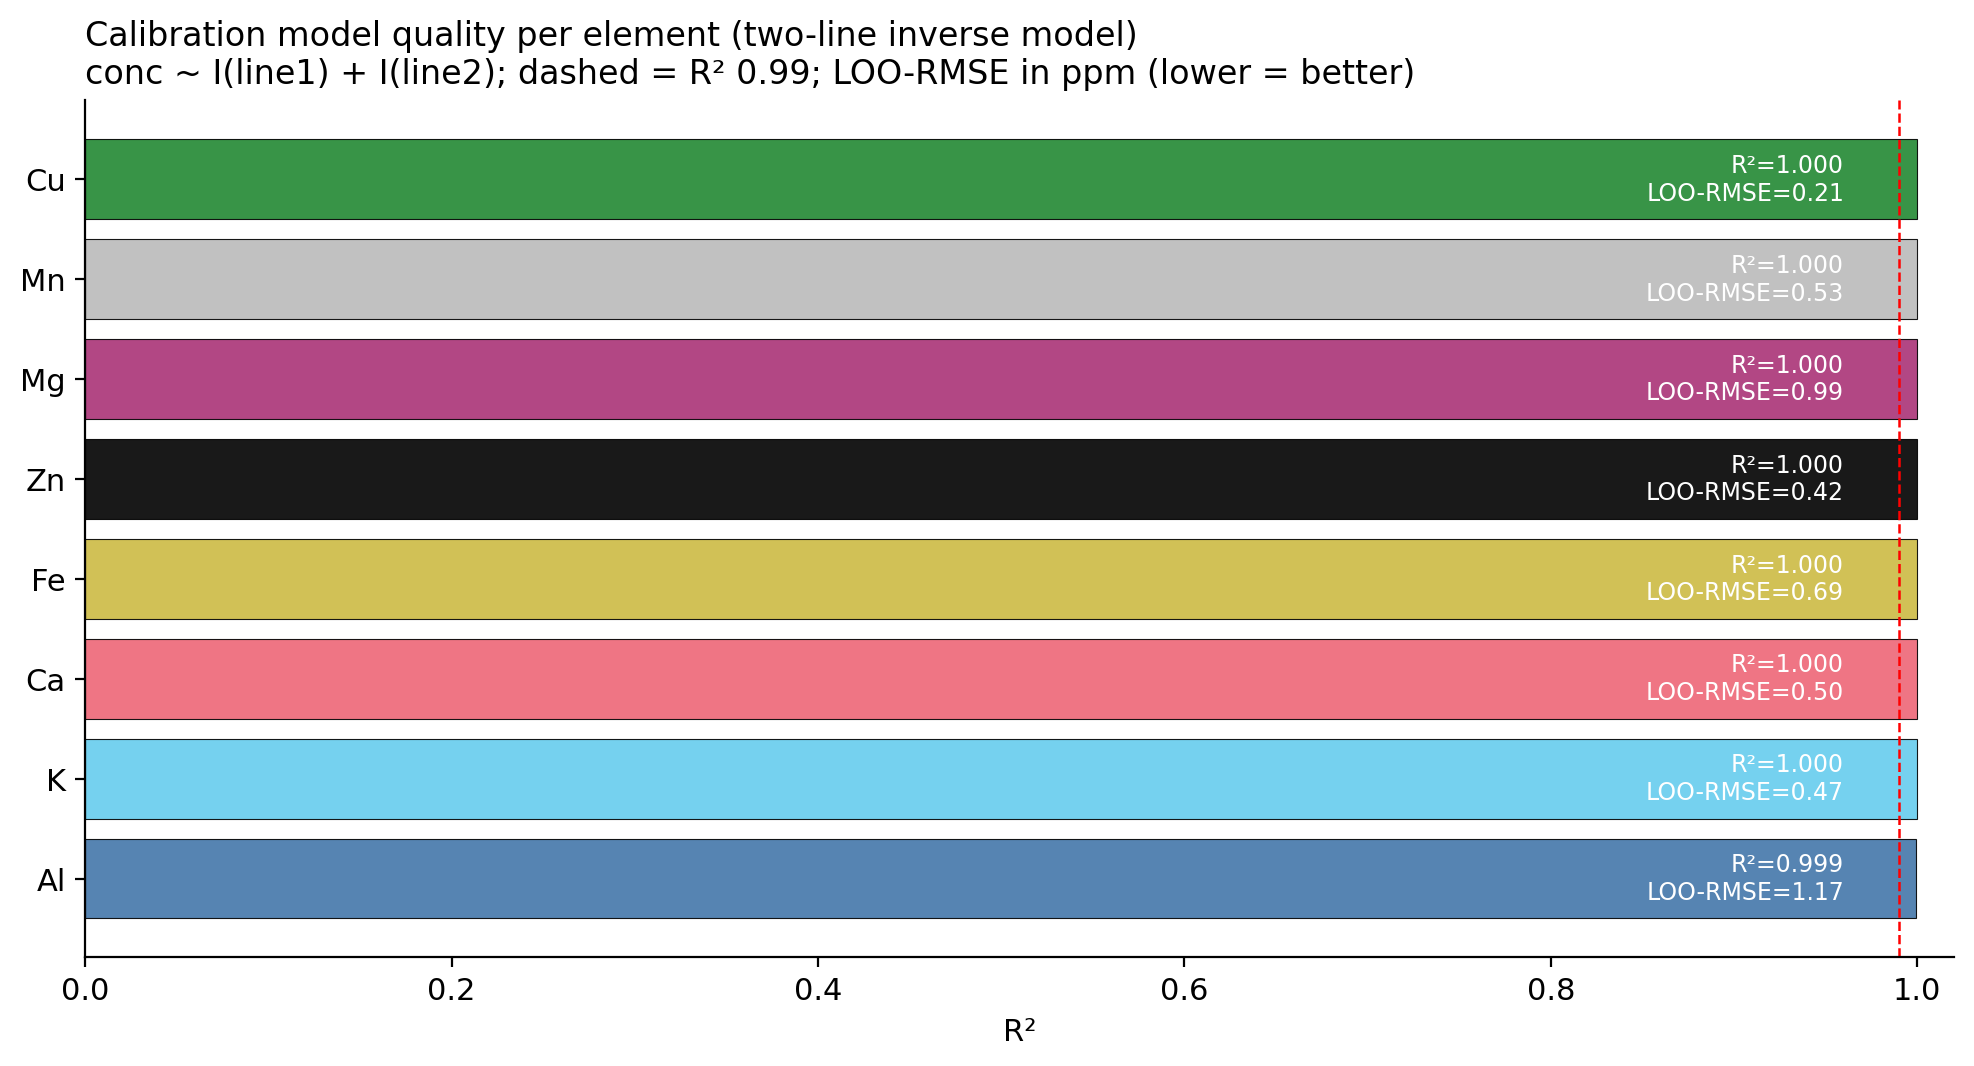 Calibration model quality per element (two-line inverse model)
conc ~ I(line1) + I(line2); dashed = R² 0.99; LOO-RMSE in ppm (lower = better)
Cu
R²=1.000
LOO-RMSE=0.21
Mn
R²=1.000
LOO-RMSE=0.53
Mg
R²=1.000
LOO-RMSE=0.99
Zn
R²=1.000
LOO-RMSE=0.42
Fe
R²=1.000
LOO-RMSE=0.69
Ca
R²=1.000
LOO-RMSE=0.50
K
R²=1.000
LOO-RMSE=0.47
Al
R²=0.999
LOO-RMSE=1.17
0.0 0.2 0.4 0.6 0.8 1.0
R²